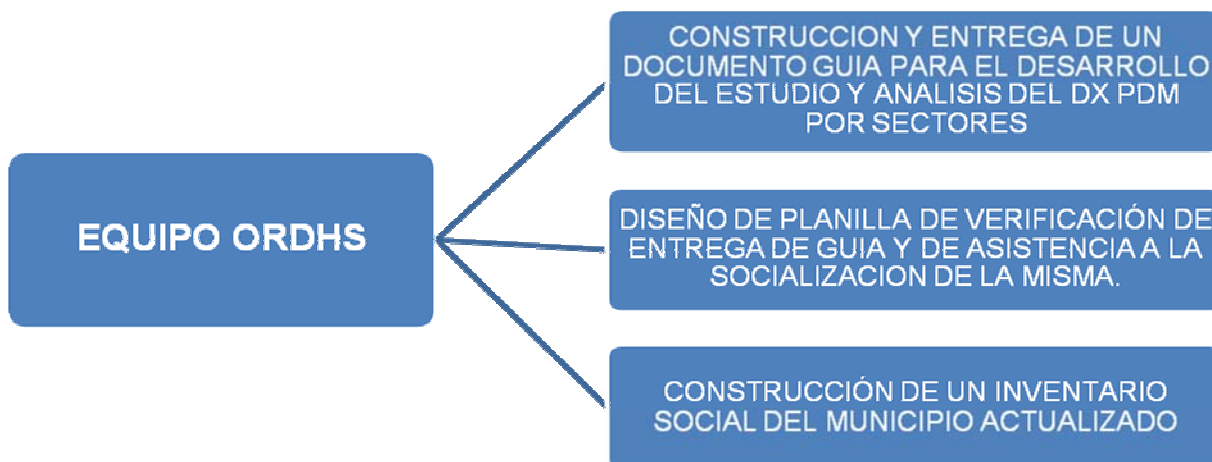 EQUIPO ORDHS
CONSTRUCCION Y ENTREGA DE UN
DOCUMENTO GUIA PARA EL DESARROLLO
DEL ESTUDIO Y ANALISIS DEL DX PDM
POR SECTORES
DISEÑO DE PLANILLA DE VERIFICACIÓN DE
ENTREGA DE GUIA Y DE ASISTENCIA A LA
SOCIALIZACION DE LA MISMA.
CONSTRUCCIÓN DE UN INVENTARIO
SOCIAL DEL MUNICIPIO ACTUALIZADO